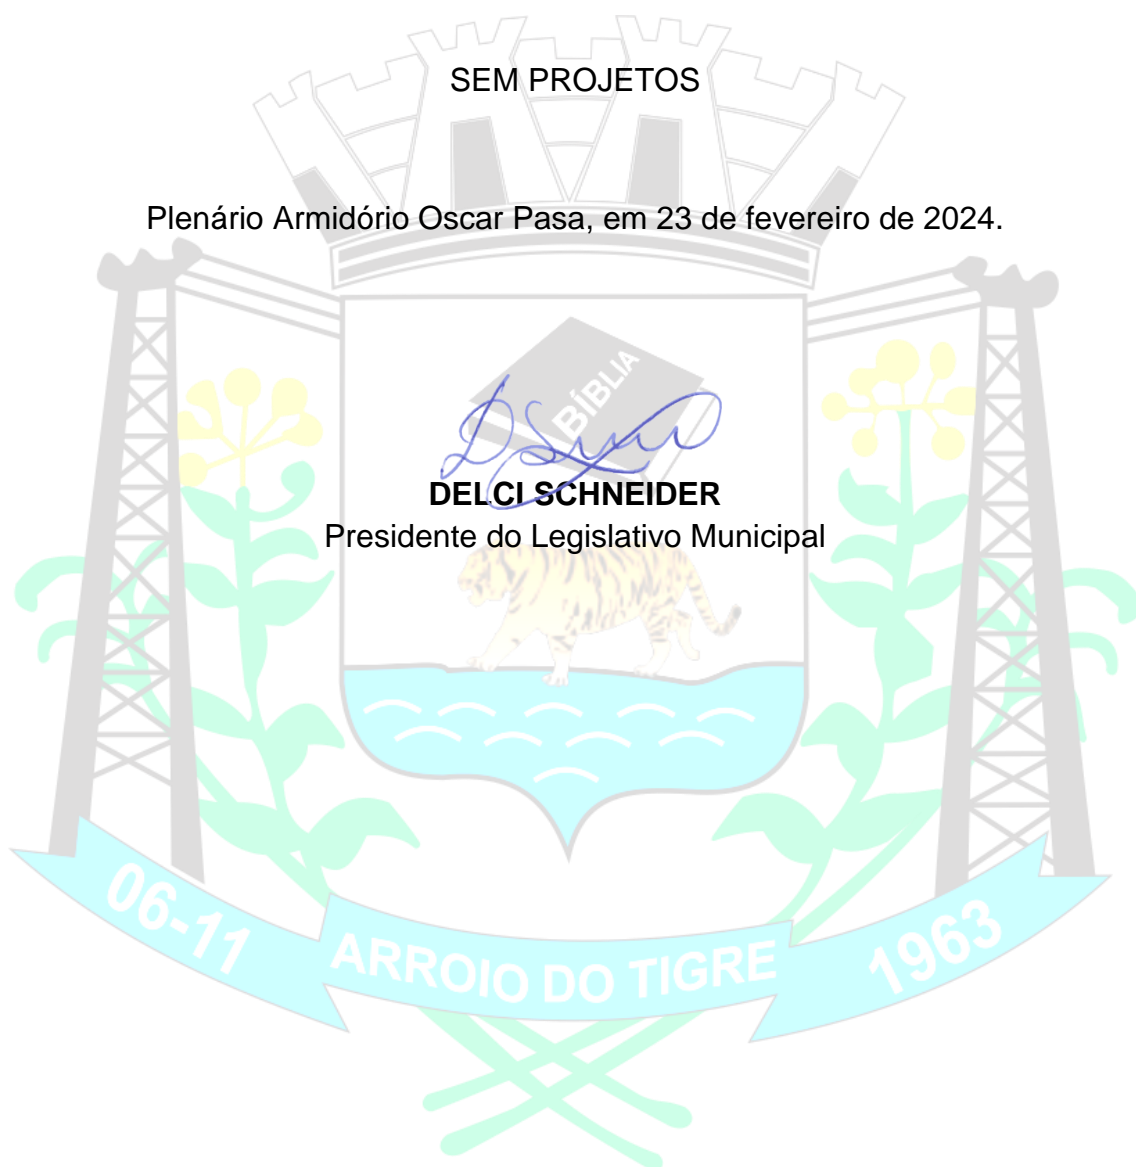 SEM PROJETOS
Plenário Armidório Oscar Pasa, em 23 de fevereiro de 2024.
BÍBLIA
DELCI SCHNEIDER
Presidente do Legislativo Municipal
06-11 ARROIO DO TIGRE 1963